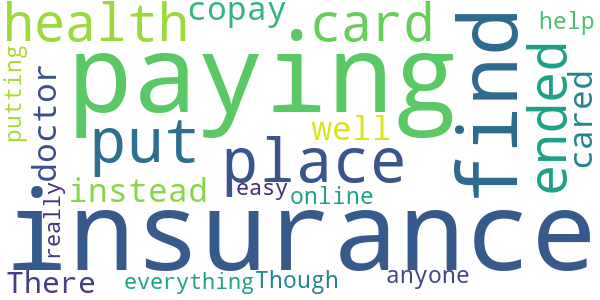 health copay .card find help
putting paying ended
doctor put well place cared
instead easy online
really insurance
There everything Though anyone